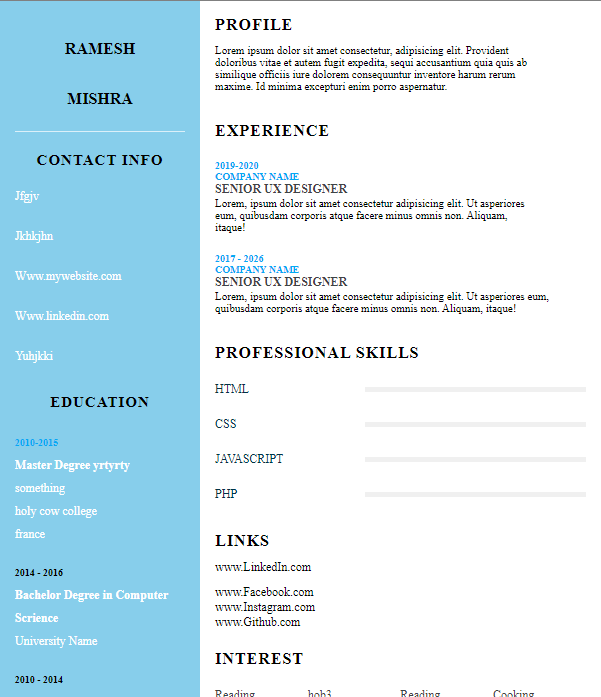 RAMESH
MISHRA
CONTACT INFO
Jfgjv
Jkhkjhn
Www.mywebsite.com
Www.linkedin.com
Yuhjkki
EDUCATION
2010-2015
Master Degree yrtyrty
something
holy cow college
france
2014 - 2016
Bachelor Degree in Computer
Scrience
University Name
2010 - 2014
PROFILE
Lorem ipsum dolor sit amet consectetur, adipisicing elit. Provident
doloribus vitae et autem fugit expedita, sequi accusantium quia quis ab
similique officiis iure dolorem consequuntur inventore harum rerum
maxime. Id minima excepturi enim porro aspernatur.
EXPERIENCE
2019-2020
COMPANY NAME
SENIOR UX DESIGNER
Lorem, ipsum dolor sit amet consectetur adipisicing elit. Ut asperiores
eum, quibusdam corporis atque facere minus omnis non. Aliquam,
itaque!
2017 - 2026
COMPANY NAME
SENIOR UX DESIGNER
Lorem, ipsum dolor sit amet consectetur adipisicing elit. Ut asperiores eum,
quibusdam corporis atque facere minus omnis non. Aliquam, itaque!
PROFESSIONAL SKILLS
HTML
CSS
JAVASCRIPT
PHP
LINKS
www.LinkedIn.com
www.Facebook.com
www.Instagram.com
www.Github.com
INTEREST
Reading hob3 Reading Cooking